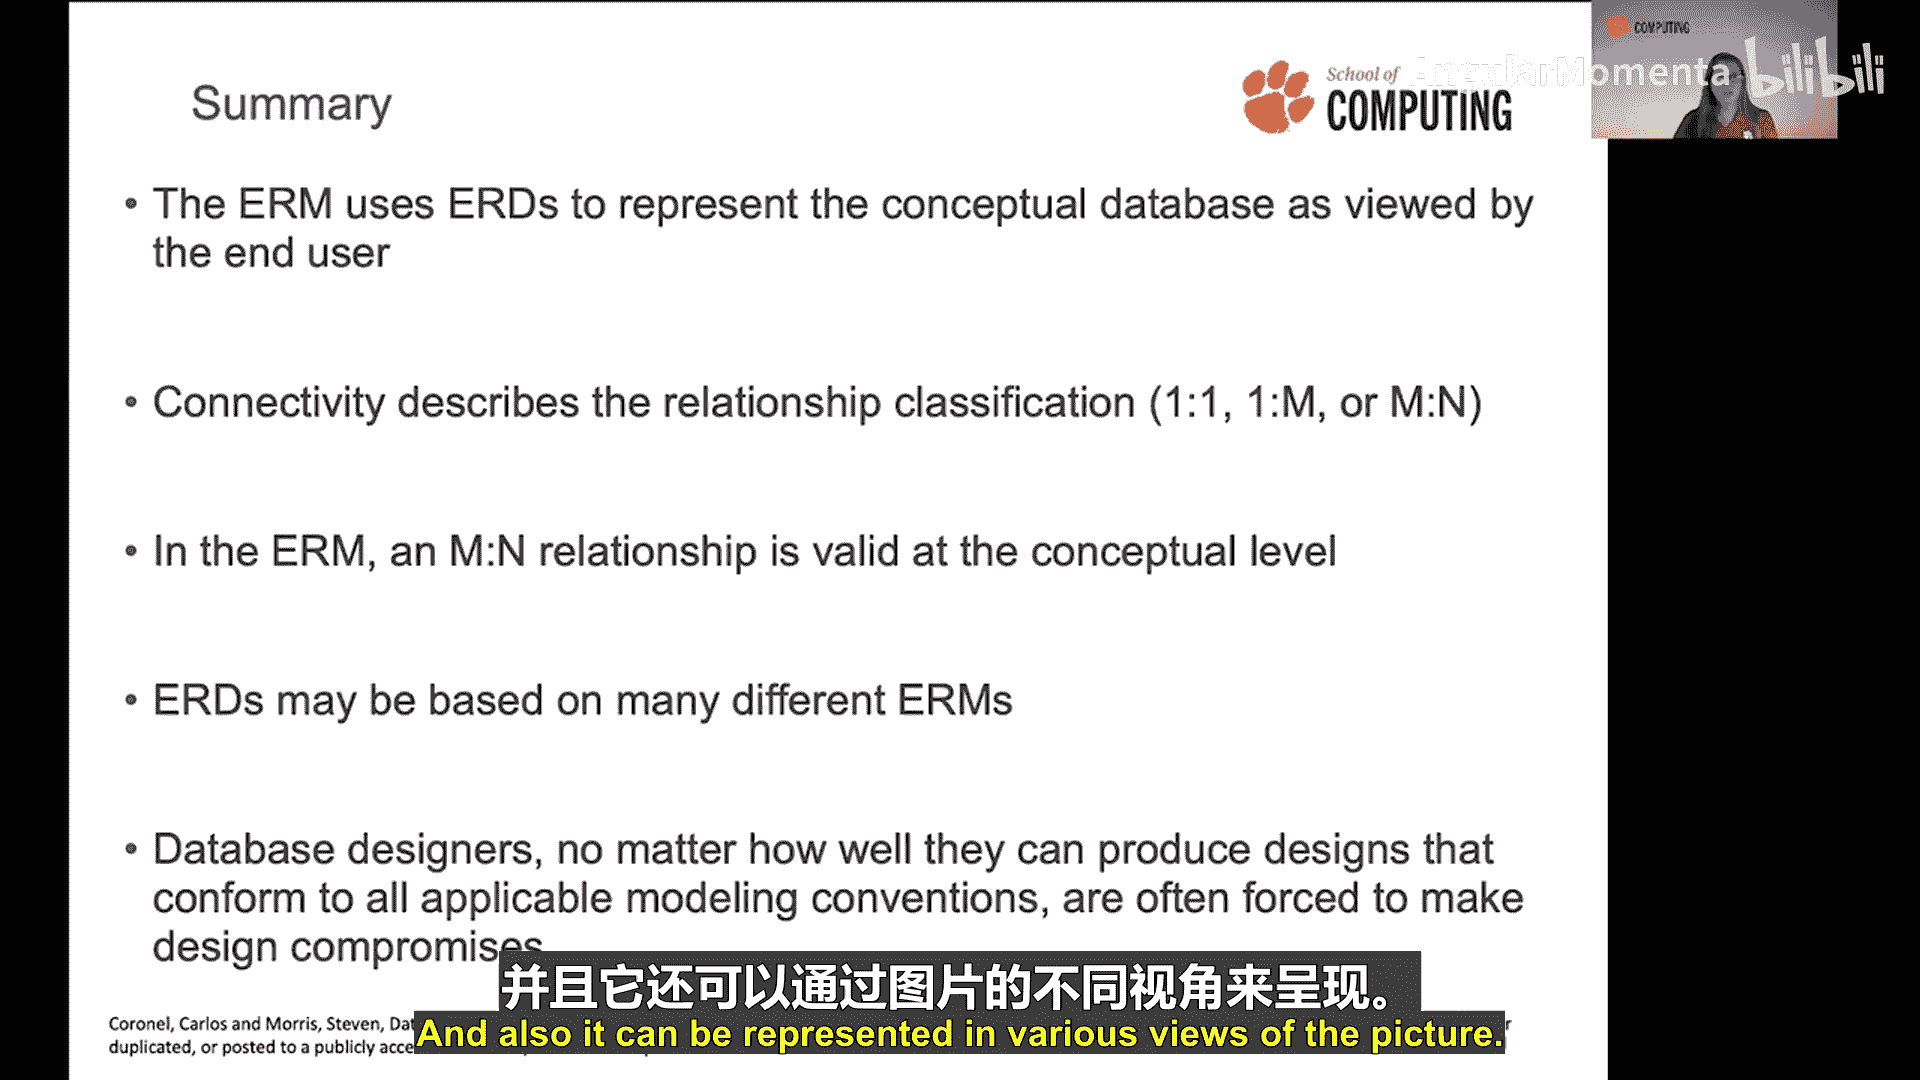 Summary
School of
COMPUTING
COMPUTING
AngularMomenta bilibili
• The ERM uses ERDs to represent the conceptual database as viewed by
the end user
• Connectivity describes the relationship classification (1:1, 1:M, or M:N)
• In the ERM, an M:N relationship is valid at the conceptual level
• ERDs may be based on many different ERMs
• Database designers, no matter how well they can produce designs that
conform to all applicable modeling conventions, are often forced to make
design compromises
并且它还可以通过图片的不同视角来呈现。
Coronel, Carlos and Morris, Steven,
And also it can be represented in various views of the picture.
duplicated, or posted to a publicly